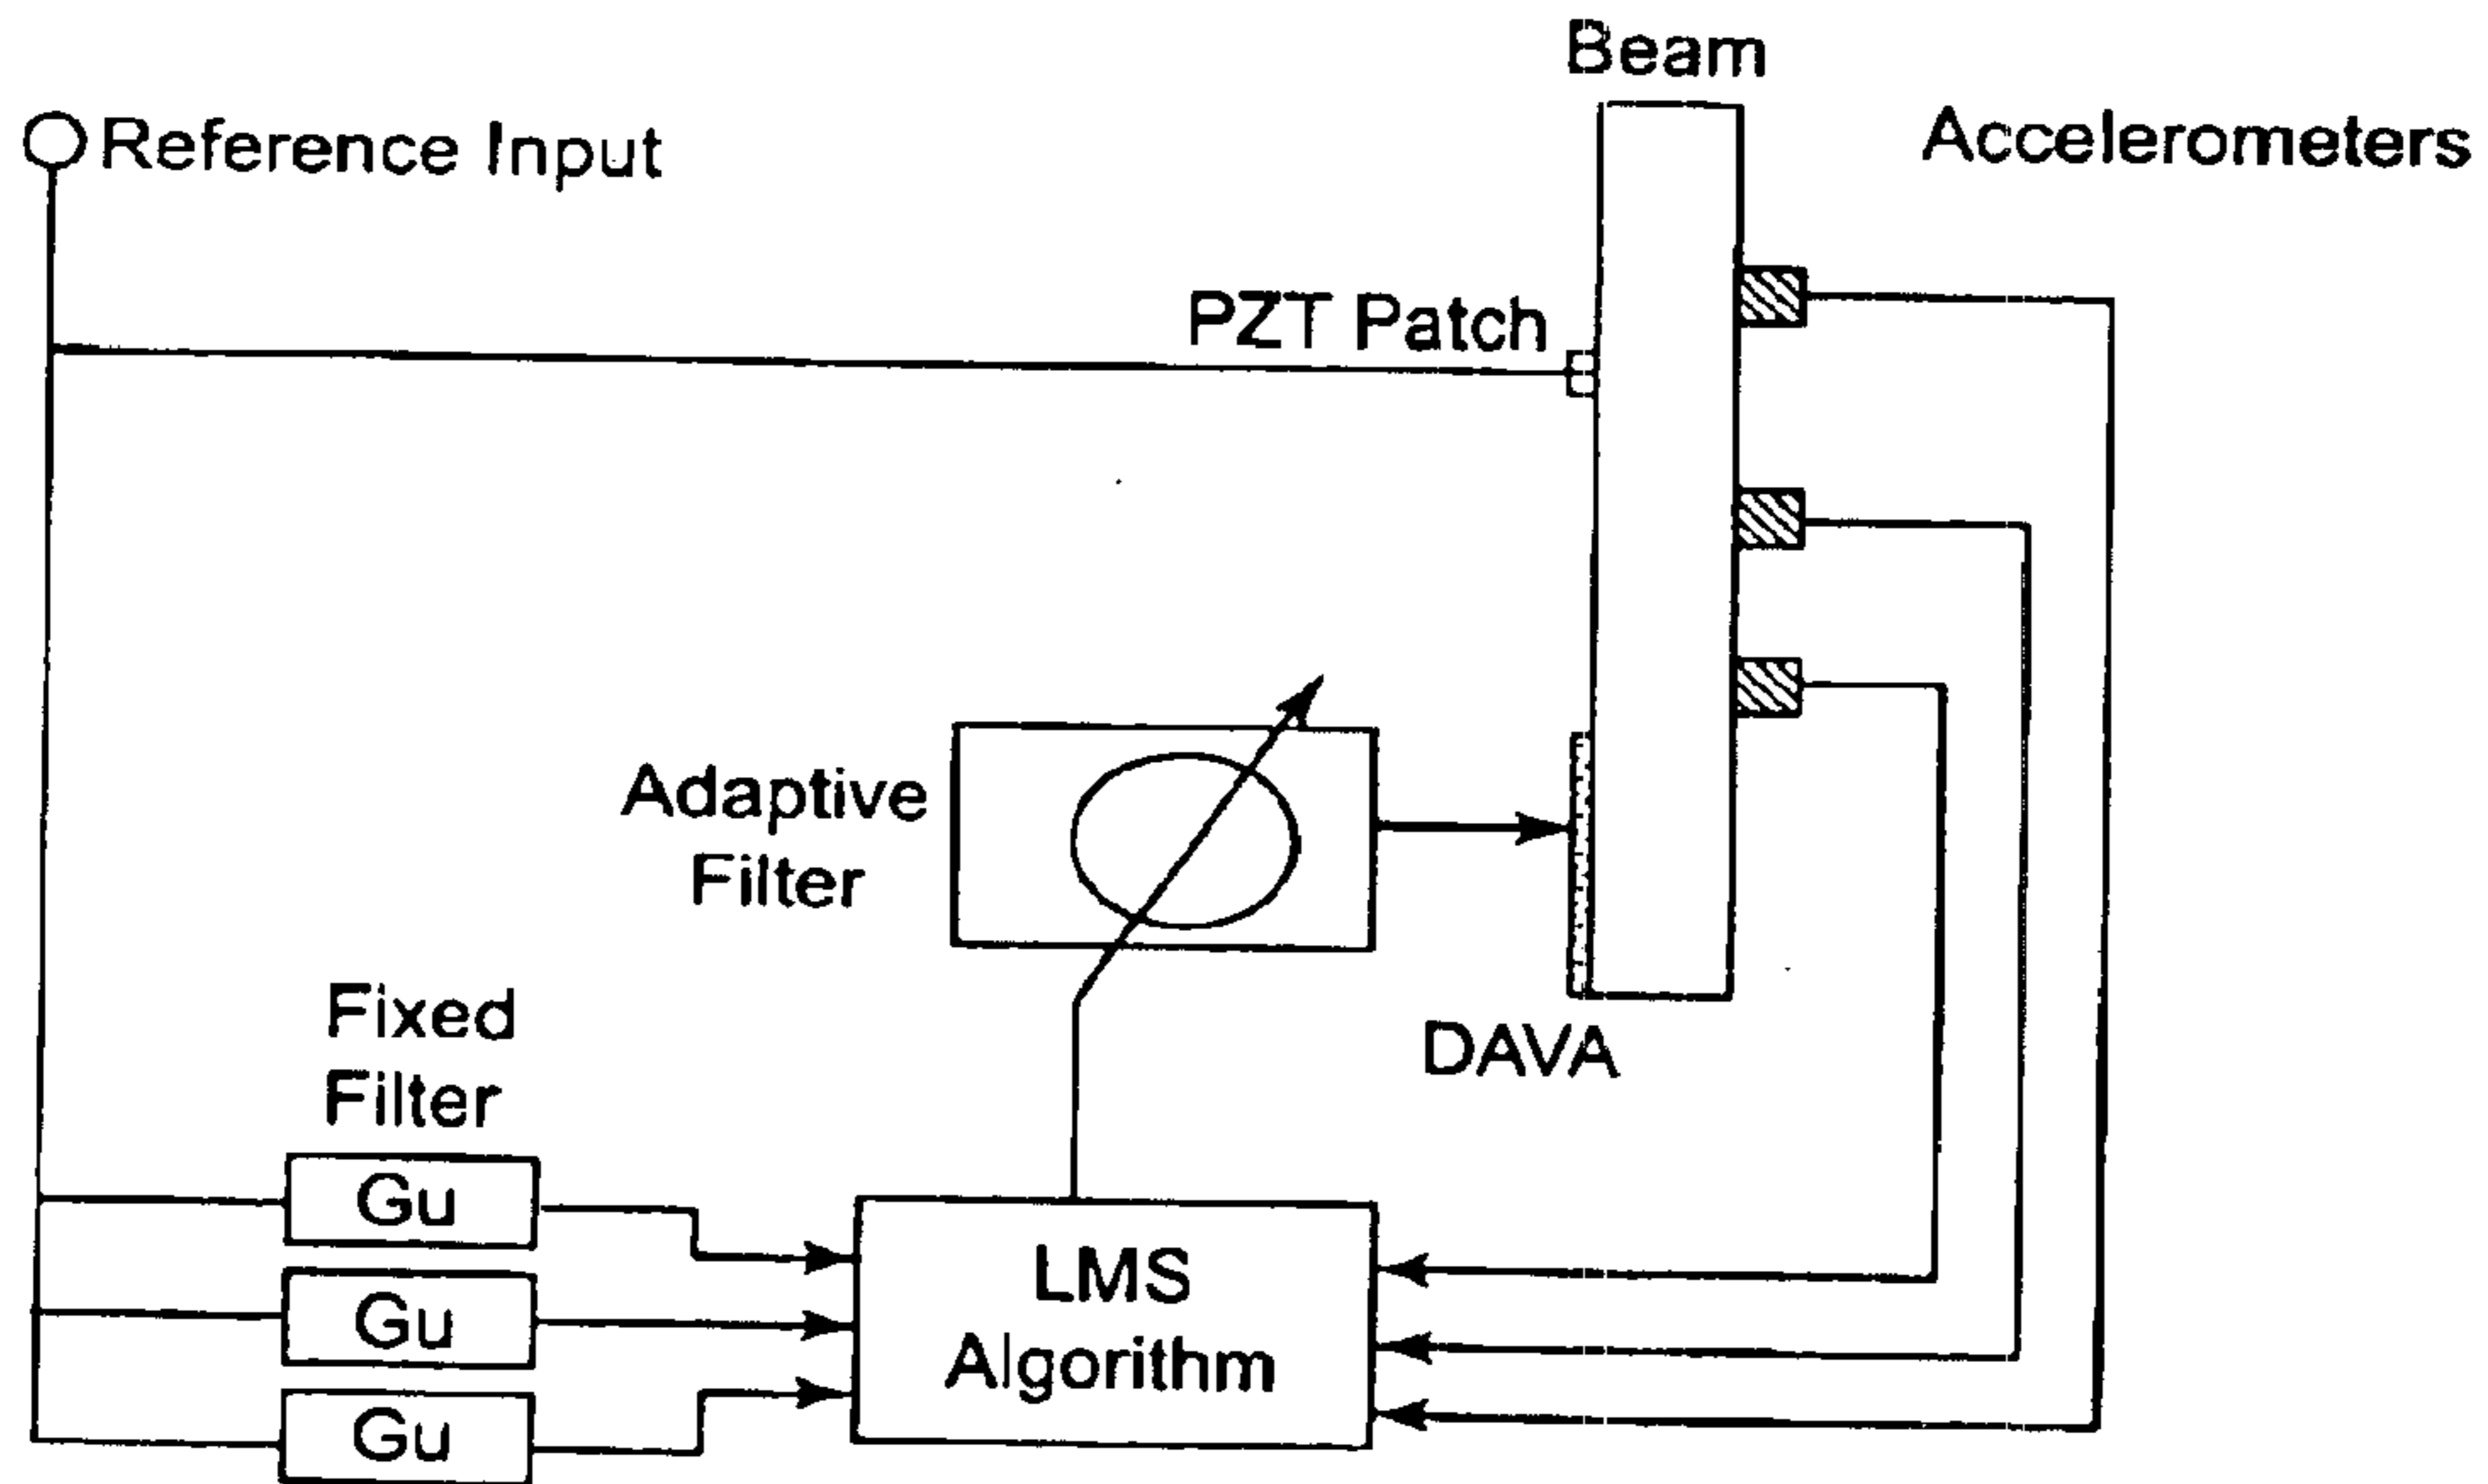 Beam
Reference Input
Accelerometers
PZT Patch
Adaptive
Filter
DAVA
Fixed
Filter
Gu
Gu
Gu
LMS
Algorithm